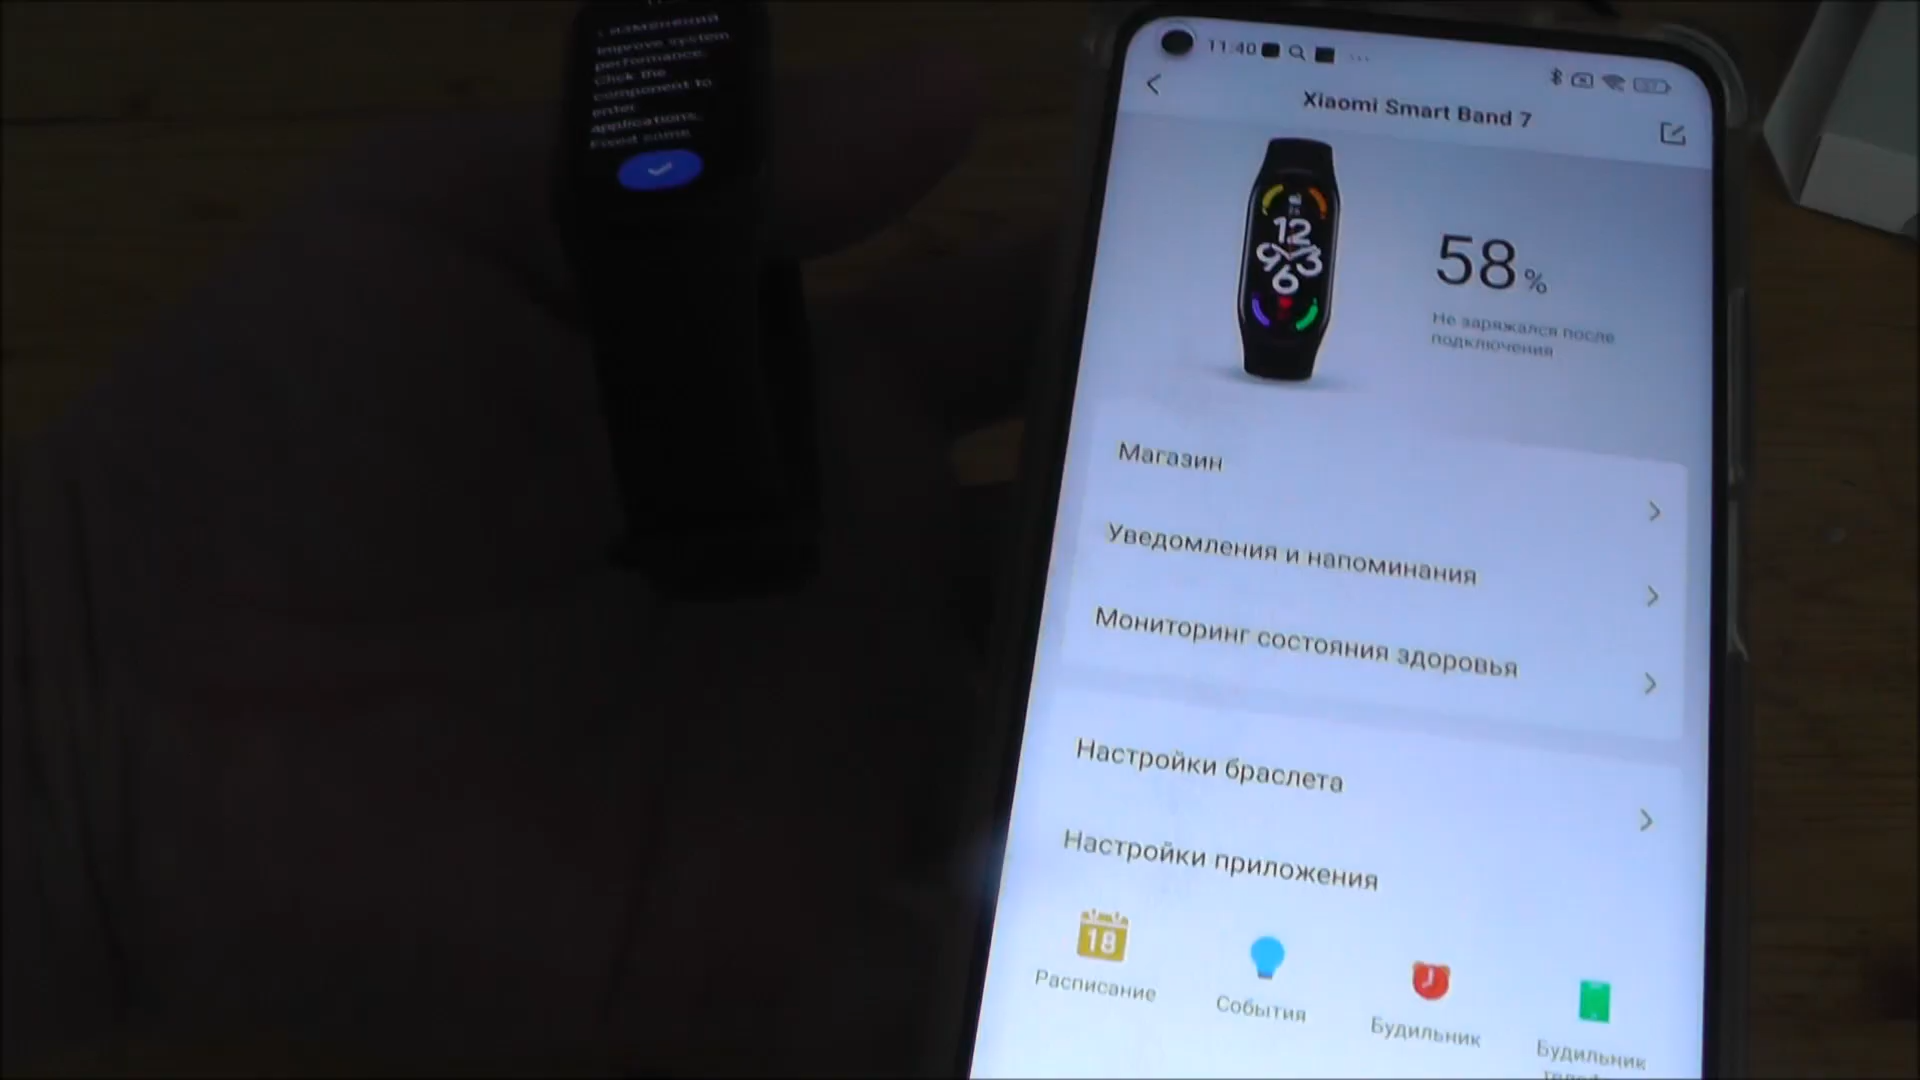 изменений
Improve system
performance.
Click the
component to
enter
applications.
11:40
Xiaomi Smart Band 7
12
9 3
6
58%
Не заряжался после
подключения
Магазин
Уведомления и напоминания
Мониторинг состояния здоровья
Настройки браслета
Настройки приложения
18
Расписание
События
Будильник
Будильник